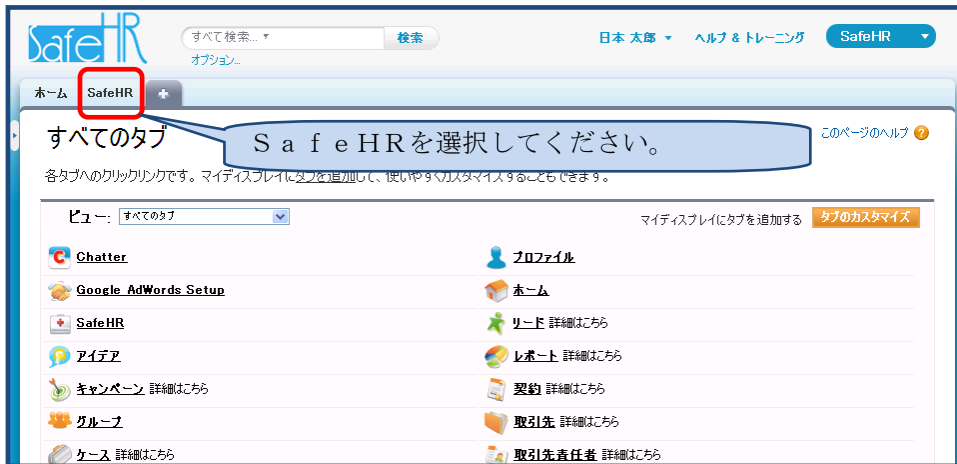 SafeHR
すべて検索...
検索
日本 太郎
ヘルプ & トレーニング
SafeHR
オプション...
ホーム
SafeHR
+
すべてのタブ
SafeHRを選択してください。
このページのヘルプ ?
各タブへのクリックリンクです。マイディスプレイにタブを追加して、使いやすくカスタマイズすることもできます。
ビュー: すべてのタブ
マイディスプレイにタブを追加する
タブのカスタマイズ
Chatter
プロファイル
Google AdWords Setup
ホーム
SafeHR
リード 詳細はこちら
アイデア
レポート 詳細はこちら
キャンペーン 詳細はこちら
契約 詳細はこちら
グループ
取引先 詳細はこちら
ケース 詳細はこちら
取引先責任者 詳細はこちら